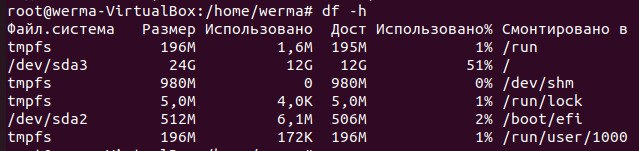 root@werma-VirtualBox:/home/werma# df -h
Файл.система Размер Использовано Дост Использовано% Смонтировано в
tmpfs 196M 1,6M 195M 1% /run
/dev/sda3 24G 12G 12G 51% /
tmpfs 980M 0 980M 0% /dev/shm
tmpfs 5,0M 4,0K 5,0M 1% /run/lock
/dev/sda2 512M 6,1M 506M 2% /boot/efi
tmpfs 196M 172K 196M 1% /run/user/1000